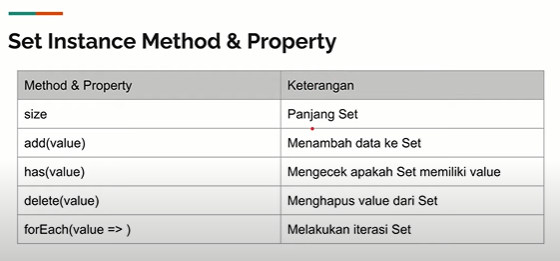 Set Instance Method & Property
Method & Property Keterangan
size Panjang Set
add(value) Menambah data ke Set
has(value) Mengecek apakah Set memiliki value
delete(value) Menghapus value dari Set
forEach(value => ) Melakukan iterasi Set